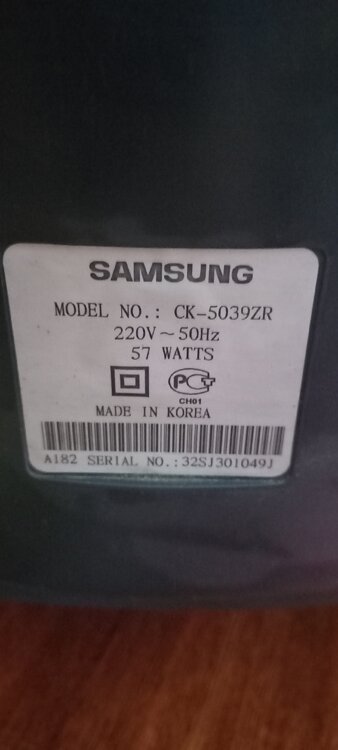 SAMSUNG
MODEL NO.: CK-5039ZR
220V～50Hz
57 WATTS
PCT
CH01
MADE IN KOREA
A182 SERIAL NO.:32SJ301049J